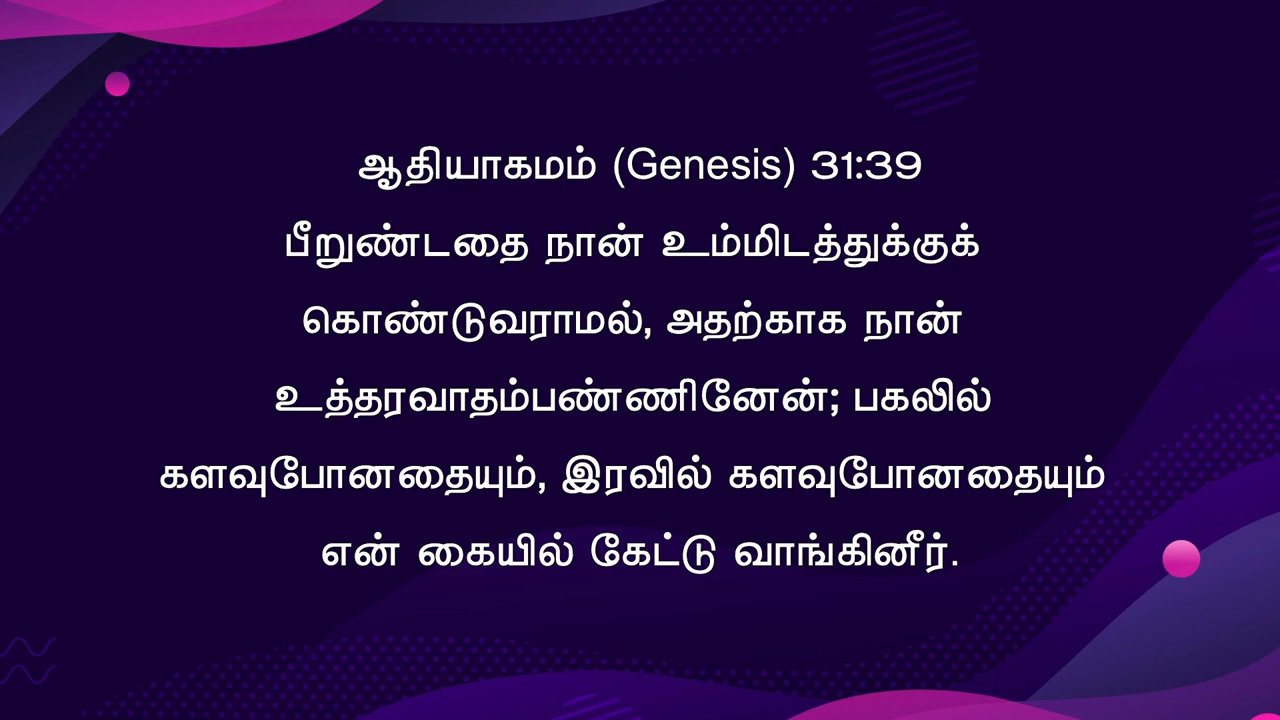 ஆதியாகமம் (Genesis) 31:39
பீறுண்டதை நான் உம்மிடத்துக்குக்
கொண்டுவராமல், அதற்காக நான்
உத்தரவாதம்பண்ணினேன்; பகலில்
களவுபோனதையும், இரவில் களவுபோனதையும்
என் கையில் கேட்டு வாங்கினீர்.